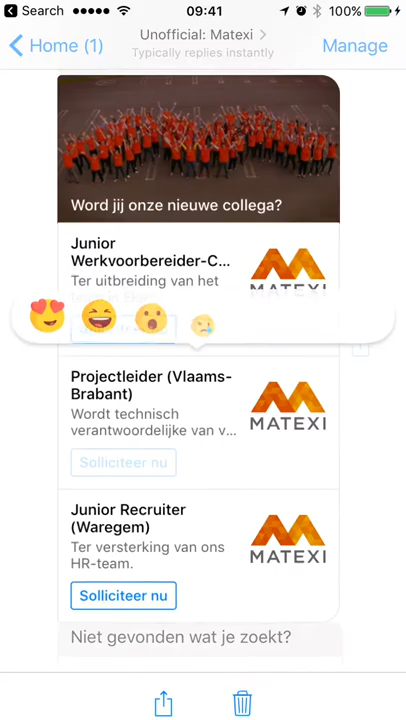 Search
09:41
100%
Home (1)
Unofficial: Matexi
Typically replies instantly
Manage
Word jij onze nieuwe collega?
Junior
Werkvoorbereider-C...
Ter uitbreiding van het
MATEXI
Projectleider (Vlaams-
Brabant)
Wordt technisch
verantwoordelijke van v...
MATEXI
Solliciteer nu
Junior Recruiter
(Waregem)
Ter versterking van ons
HR-team.
MATEXI
Solliciteer nu
Niet gevonden wat je zoekt?